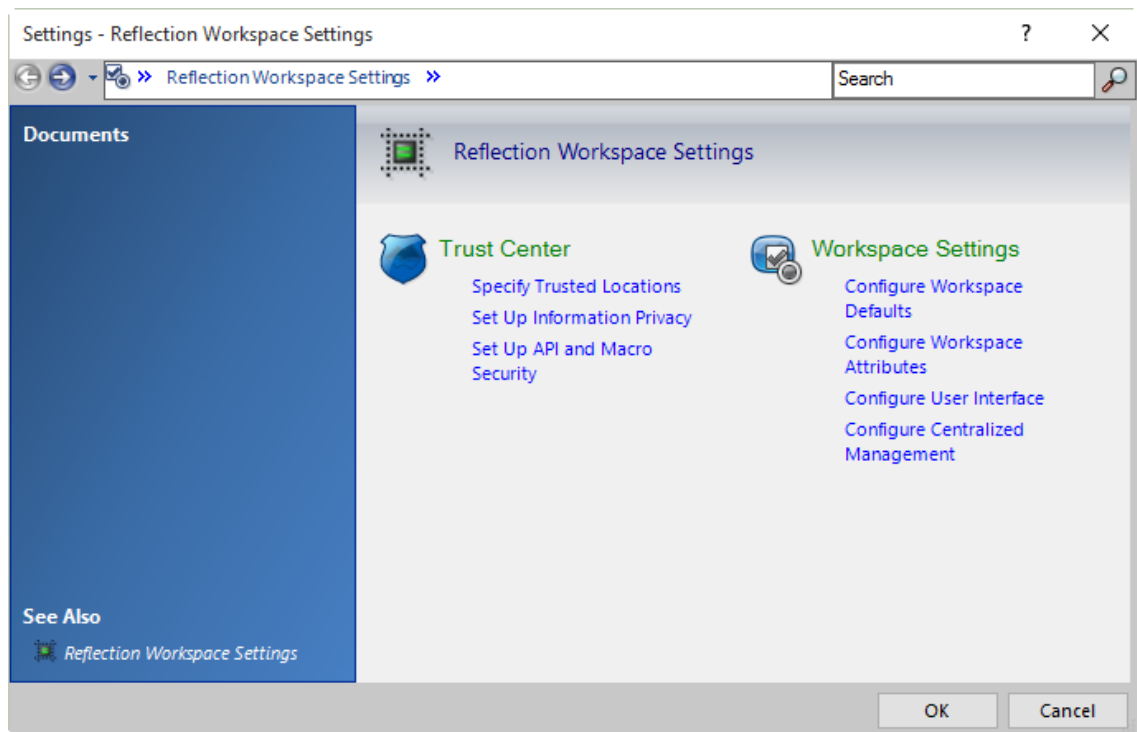 Settings - Reflection Workspace Settings
?
Reflection Workspace Settings
Search
Documents
Reflection Workspace Settings
Trust Center
Specify Trusted Locations
Set Up Information Privacy
Set Up API and Macro
Security
Workspace Settings
Configure Workspace
Defaults
Configure Workspace
Attributes
Configure User Interface
Configure Centralized
Management
See Also
Reflection Workspace Settings
OK
Cancel